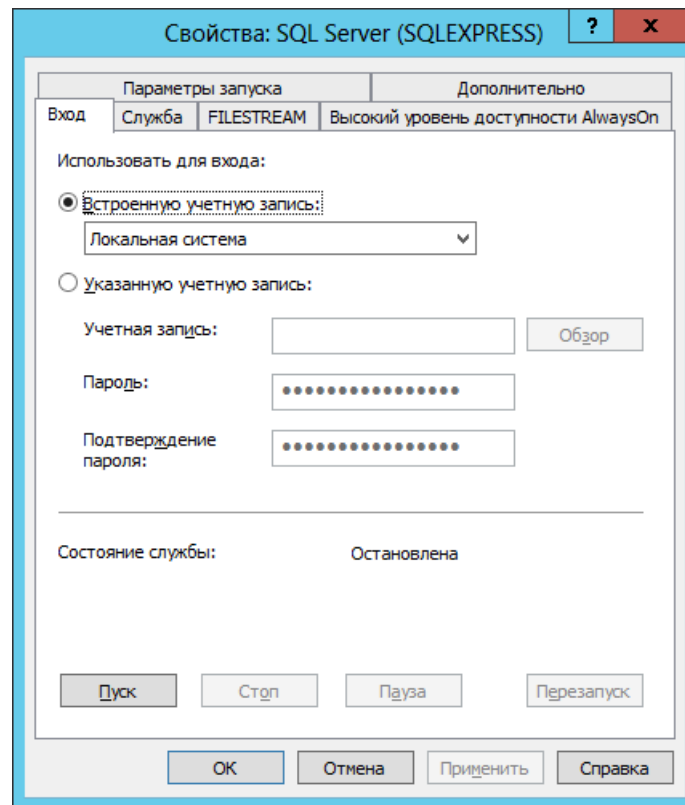 Свойства: SQL Server (SQLEXPRESS)
? x
Параметры запуска Дополнительно
Вход Служба FILESTREAM Высокий уровень доступности AlwaysOn
Использовать для входа:
Встроенную учетную запись:
Локальная система
Указанную учетную запись:
Учетная запись: Обзор
Пароль: ●●●●●●●●●●●●●●●
Подтверждение
пароля: ●●●●●●●●●●●●●●●
Состояние службы: Остановлена
Пуск Стоп Пауза Перезапуск
ОК Отмена Применить Справка